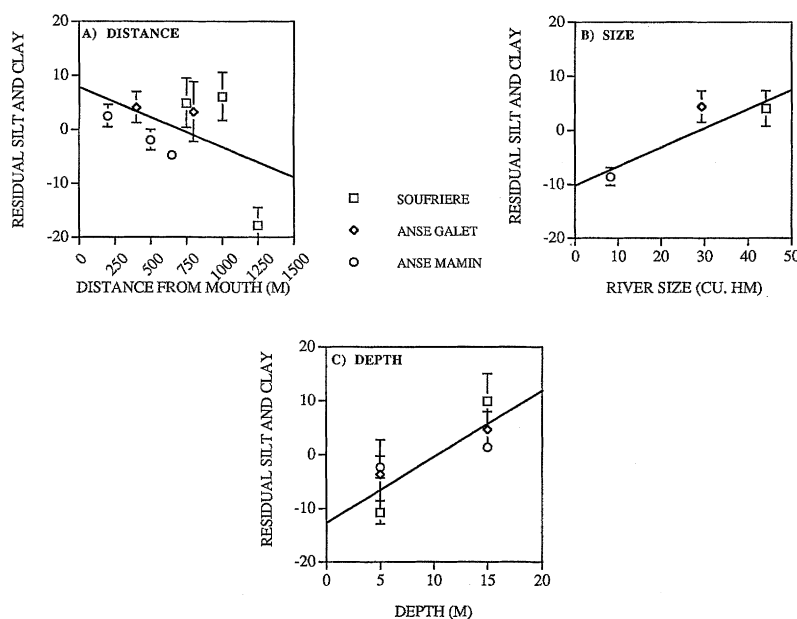 A) DISTANCE
RESIDUAL SILT AND CLAY
20
10
0
-10
-20
0
250
500
750
1000
1250
1500
DISTANCE FROM MOUTH (M)
SOUFRIERE
ANSE GALET
ANSE MAMIN
B) SIZE
RESIDUAL SILT AND CLAY
20
10
0
-10
-20
0 10 20 30 40 50
RIVER SIZE (CU. HM)
C) DEPTH
RESIDUAL SILT AND CLAY
20
10
0
-10
-20
0 5 10 15 20
DEPTH (M)